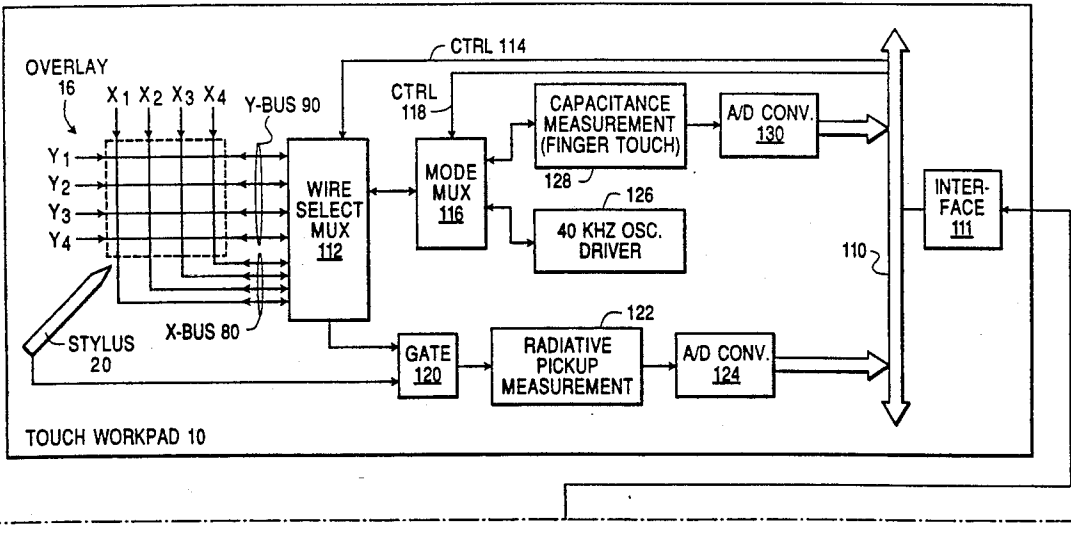 CTRL 114
OVERLAY
16
X1 X2 X3 X4
Y-BUS 90
CTRL
118
CAPACITANCE
MEASUREMENT
(FINGER TOUCH)
128
A/D CONV.
130
Y1
Y2
Y3
Y4
WIRE
SELECT
MUX
112
MODE
MUX
116
126
40 KHZ OSC.
DRIVER
INTER-
FACE
111
110
X-BUS 80
STYLUS
20
GATE
120
122
RADIATIVE
PICKUP
MEASUREMENT
A/D CONV.
124
TOUCH WORKPAD 10